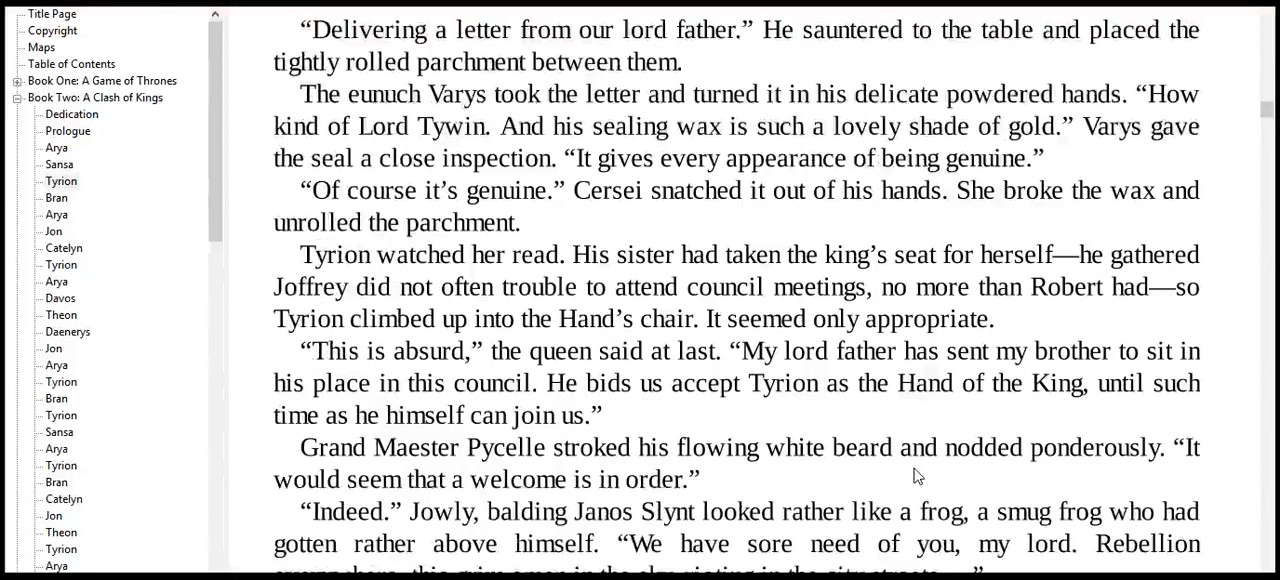 Title Page
Copyright
Maps
Table of Contents
Book One: A Game of Thrones
Book Two: A Clash of Kings
Dedication
Prologue
Arya
Sansa
Tyrion
Bran
Arya
Jon
Catelyn
Tyrion
Arya
Davos
Theon
Daenerys
Jon
Arya
Tyrion
Bran
Tyrion
Sansa
Arya
Tyrion
Bran
Catelyn
Jon
Theon
Tyrion
Arya
“Delivering a letter from our lord father.” He sauntered to the table and placed the
tightly rolled parchment between them.
The eunuch Varys took the letter and turned it in his delicate powdered hands. “How
kind of Lord Tywin. And his sealing wax is such a lovely shade of gold.” Varys gave
the seal a close inspection. “It gives every appearance of being genuine.”
“Of course it’s genuine.” Cersei snatched it out of his hands. She broke the wax and
unrolled the parchment.
Tyrion watched her read. His sister had taken the king’s seat for herself—he gathered
Joffrey did not often trouble to attend council meetings, no more than Robert had—so
Tyrion climbed up into the Hand’s chair. It seemed only appropriate.
“This is absurd,” the queen said at last. “My lord father has sent my brother to sit in
his place in this council. He bids us accept Tyrion as the Hand of the King, until such
time as he himself can join us.”
Grand Maester Pycelle stroked his flowing white beard and nodded ponderously. “It
would seem that a welcome is in order.”
“Indeed.” Jowly, balding Janos Slynt looked rather like a frog, a smug frog who had
gotten rather above himself. “We have sore need of you, my lord. Rebellion